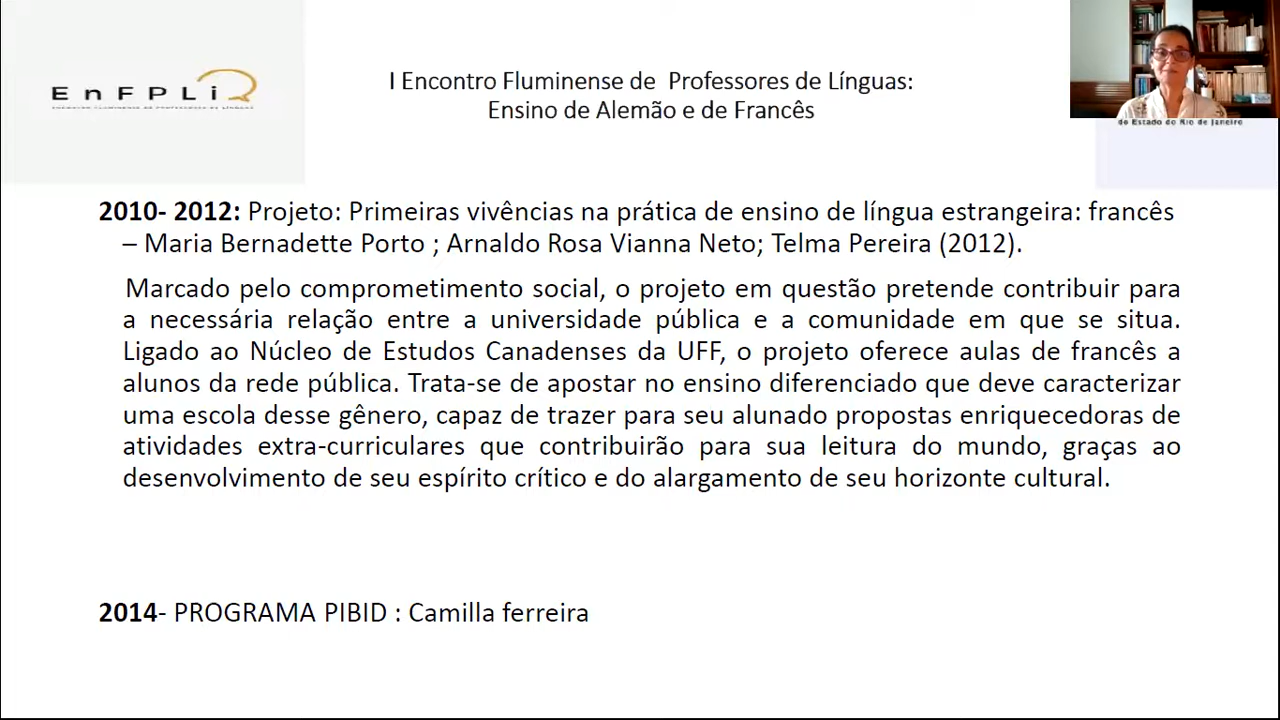 EnFPLi
I Encontro Fluminense de Professores de Línguas:
Ensino de Alemão e de Francês
do Estado do Rio de Janeiro
2010- 2012: Projeto: Primeiras vivências na prática de ensino de língua estrangeira: francês
– Maria Bernadette Porto ; Arnaldo Rosa Vianna Neto; Telma Pereira (2012).
Marcado pelo comprometimento social, o projeto em questão pretende contribuir para
a necessária relação entre a universidade pública e a comunidade em que se situa.
Ligado ao Núcleo de Estudos Canadenses da UFF, o projeto oferece aulas de francês a
alunos da rede pública. Trata-se de apostar no ensino diferenciado que deve caracterizar
uma escola desse gênero, capaz de trazer para seu alunado propostas enriquecedoras de
atividades extra-curriculares que contribuirão para sua leitura do mundo, graças ao
desenvolvimento de seu espírito crítico e do alargamento de seu horizonte cultural.
2014- PROGRAMA PIBID : Camilla ferreira